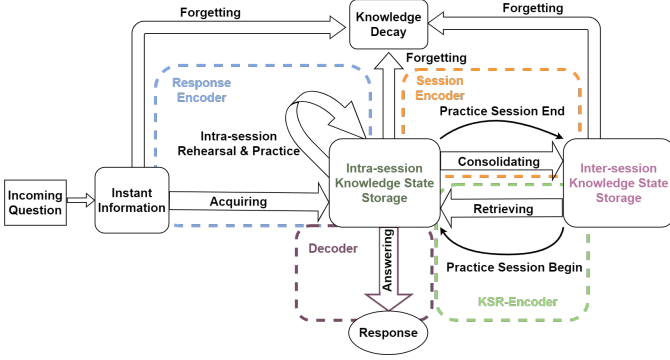 Forgetting
Knowledge
Decay
Forgetting
Forgetting
Response
Encoder
Session
Encoder
Practice Session End
Intra-session
Rehearsal & Practice
Incoming
Question
Instant
Information
Acquiring
Intra-session
Knowledge State
Storage
Consolidating
Retrieving
Inter-session
Knowledge State
Storage
Decoder
Answering
Practice Session Begin
KSR-Encoder
Response